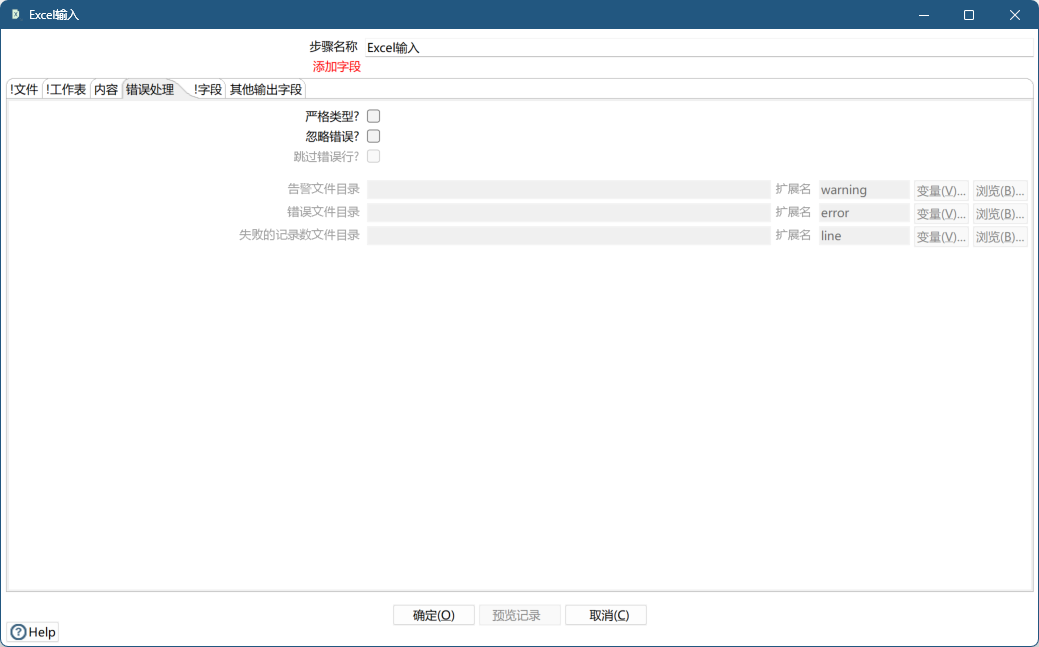 Excel输入
步骤名称 Excel输入
添加字段
!文件 !工作表 内容 错误处理 !字段 其他输出字段
严格类型?
忽略错误?
跳过错误行?
告警文件目录 扩展名 warning 变量(V)... 浏览(B)...
错误文件目录 扩展名 error 变量(V)... 浏览(B)...
失败的记录数文件目录 扩展名 line 变量(V)... 浏览(B)...
确定(O) 预览记录 取消(C)
Help